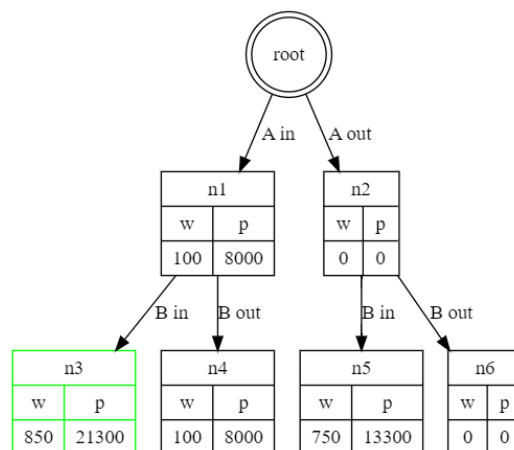 root
A in A out
n1 n2
w p w p
100 8000 0 0
B in B out B in B out
n3 n4 n5 n6
w p w p w p w p
850 21300 100 8000 750 13300 0 0